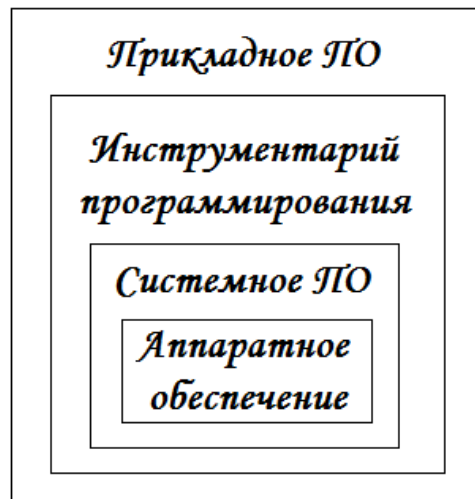 Прикладное ПО
Инструментарий
программирования
Системное ПО
Аппаратное
обеспечение